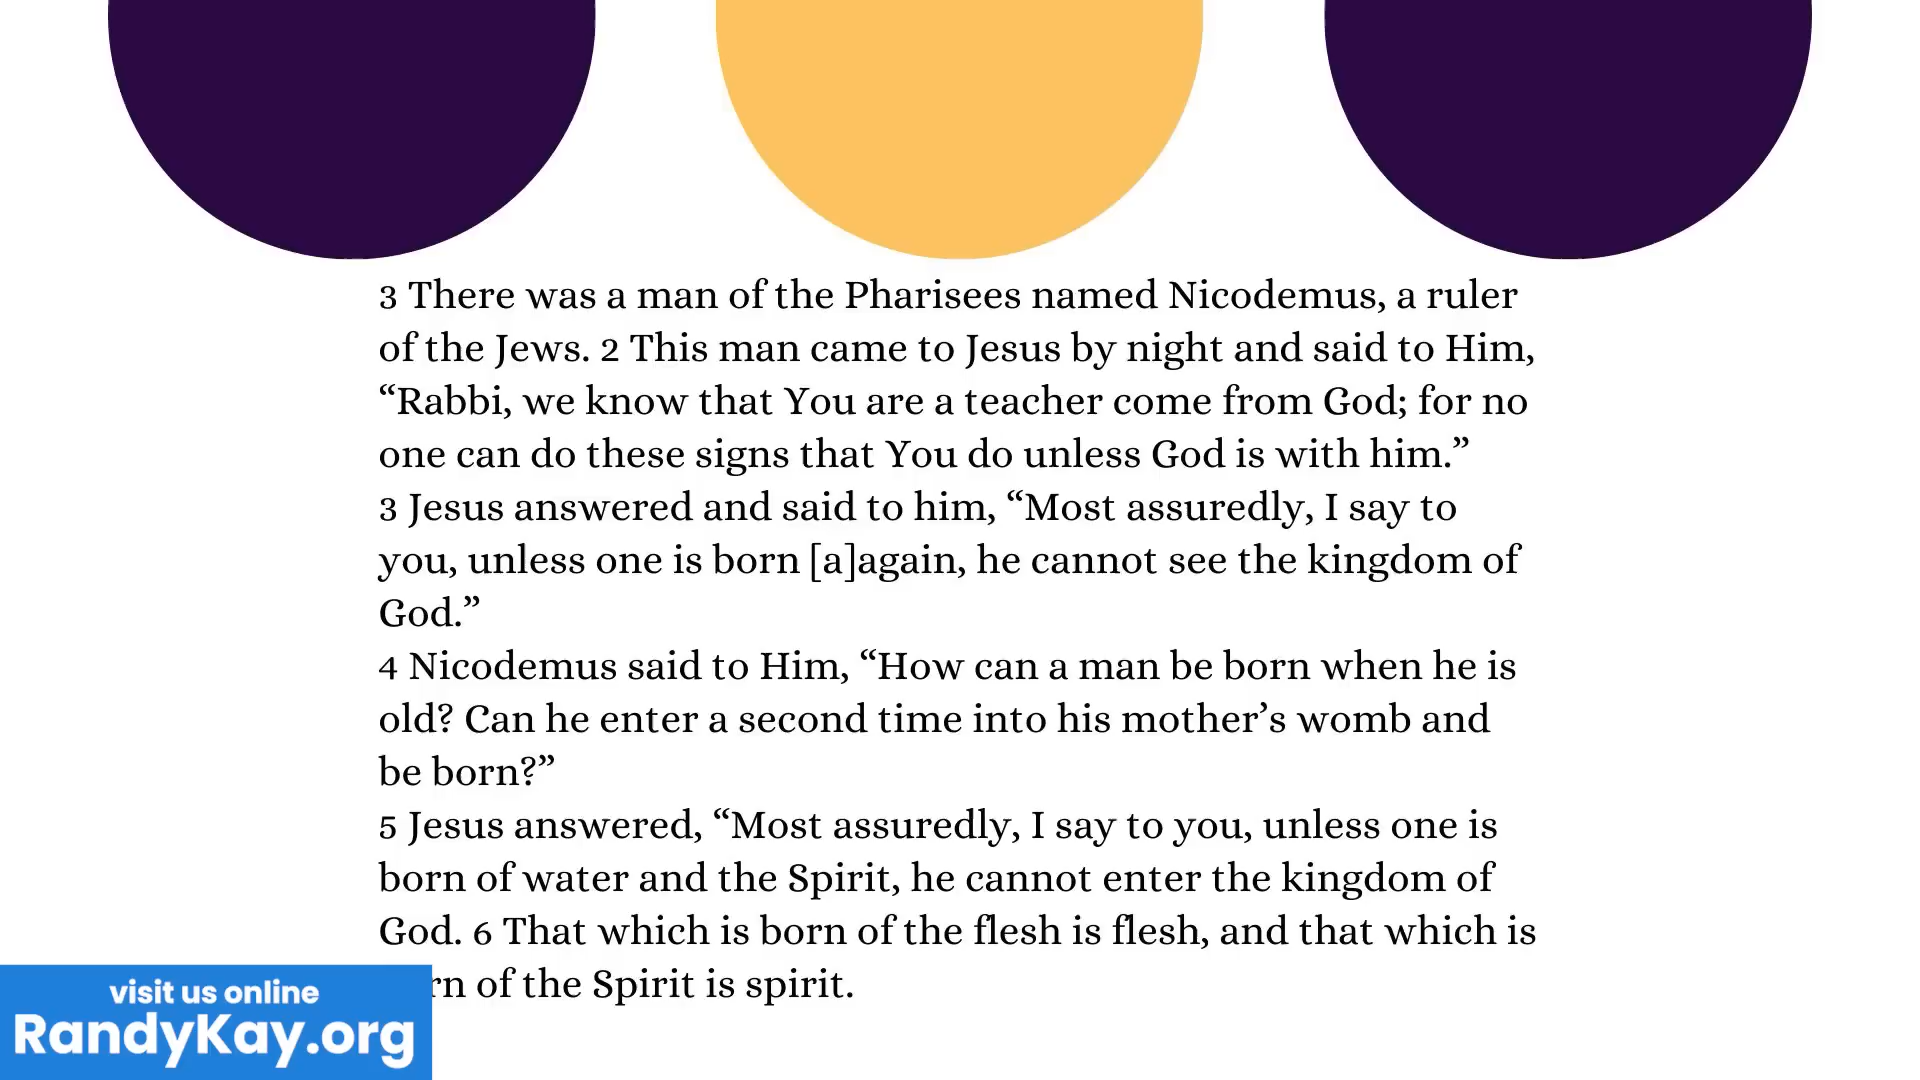 3 There was a man of the Pharisees named Nicodemus, a ruler
of the Jews. 2 This man came to Jesus by night and said to Him,
“Rabbi, we know that You are a teacher come from God; for no
one can do these signs that You do unless God is with him.”
3 Jesus answered and said to him, “Most assuredly, I say to
you, unless one is born [a]again, he cannot see the kingdom of
God.”
4 Nicodemus said to Him, “How can a man be born when he is
old? Can he enter a second time into his mother’s womb and
be born?”
5 Jesus answered, “Most assuredly, I say to you, unless one is
born of water and the Spirit, he cannot enter the kingdom of
God. 6 That which is born of the flesh is flesh, and that which is
of the Spirit is spirit.
visit us online
RandyKay.org